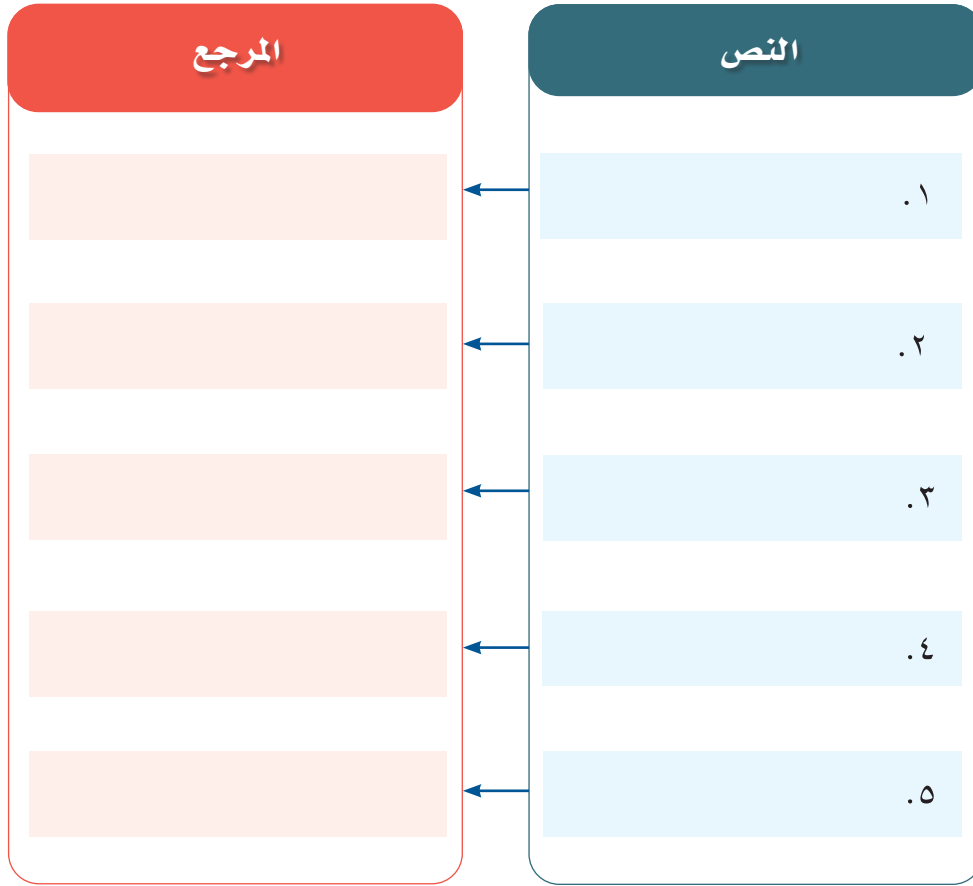 النص
المرجع
١.
٢.
٣.
٤.
٥.